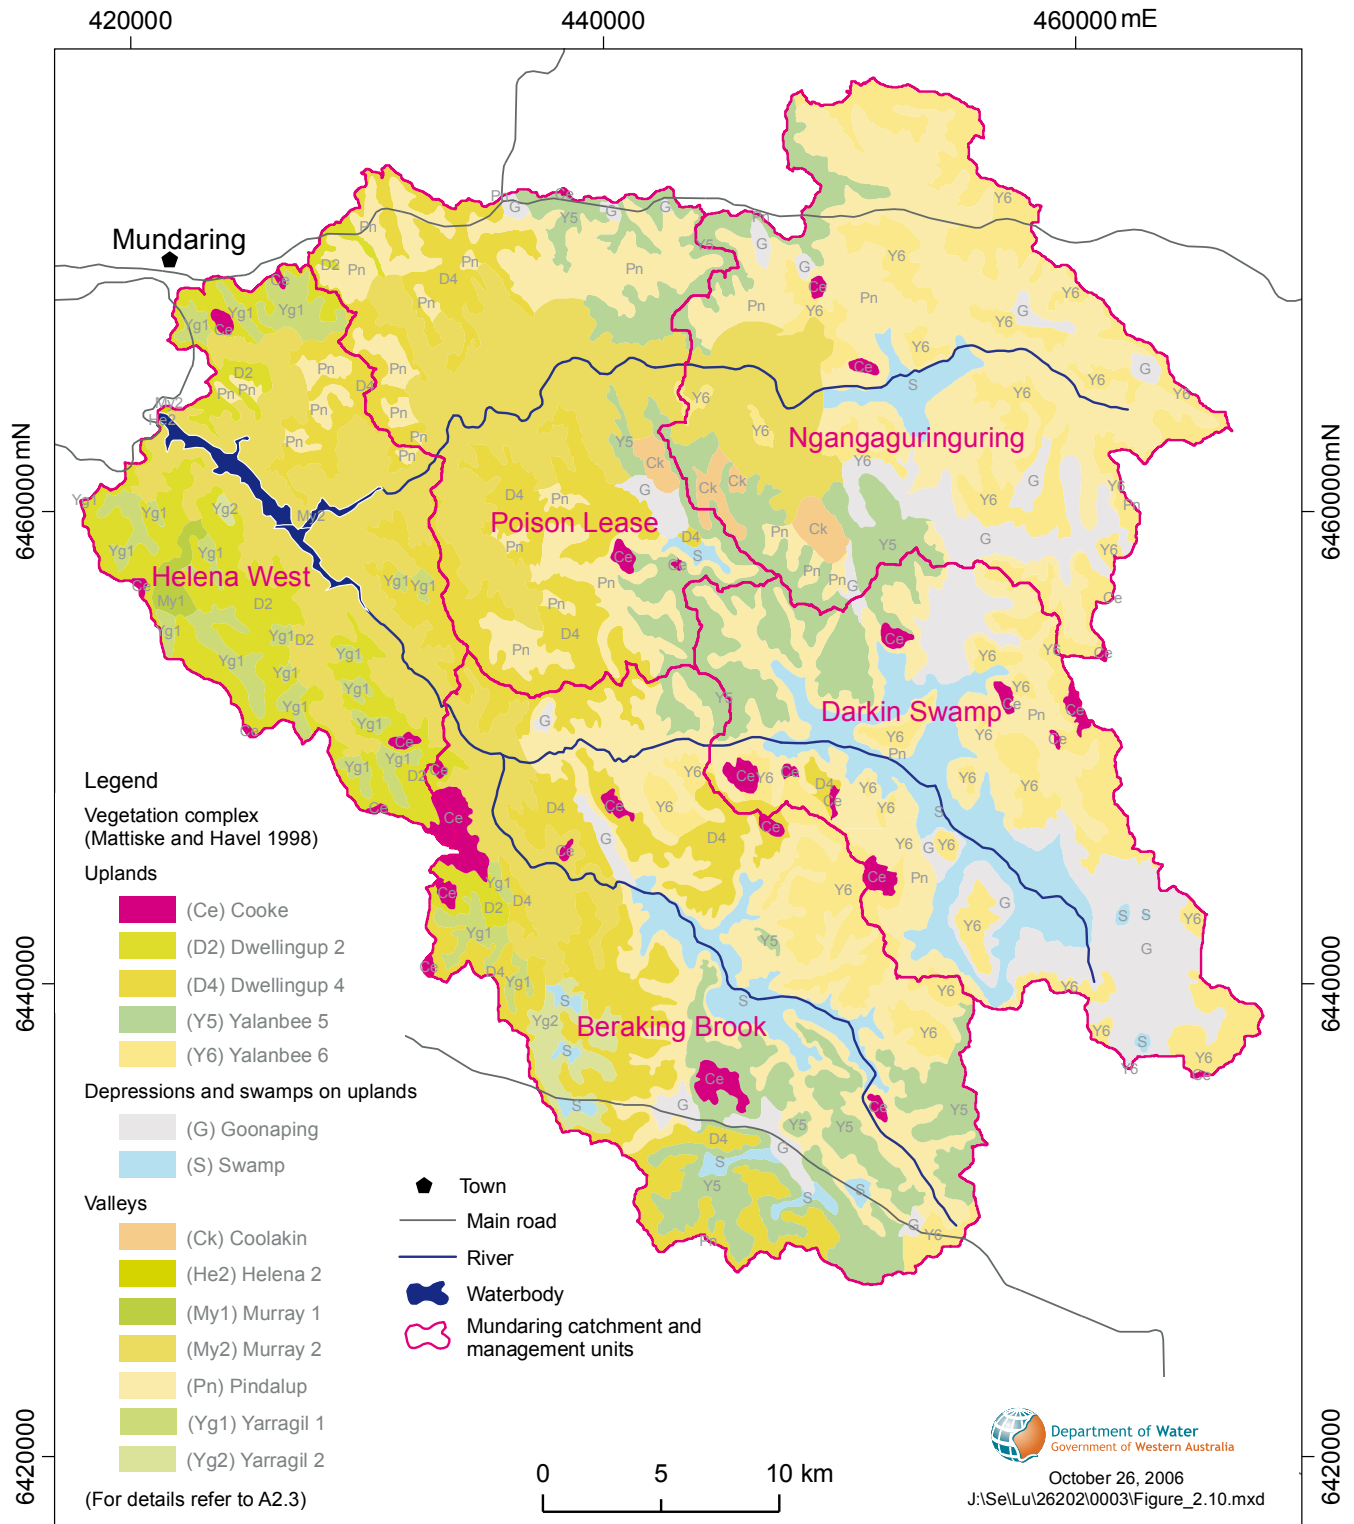 420000
440000
460000 mE
6460000 mN
6440000
6420000
6460000 mN
6440000
6420000
Mundaring
Ngangaguringuring
Poison Lease
Helena West
Darkin Swamp
Beraking Brook
Legend
Vegetation complex
(Mattiske and Havel 1998)
Uplands
(Ce) Cooke
(D2) Dwellingup 2
(D4) Dwellingup 4
(Y5) Yalanbee 5
(Y6) Yalanbee 6
Depressions and swamps on uplands
(G) Goonaping
(S) Swamp
Valleys
(Ck) Coolakin
(He2) Helena 2
(My1) Murray 1
(My2) Murray 2
(Pn) Pindalup
(Yg1) Yarragil 1
(Yg2) Yarragil 2
(For details refer to A2.3)
Town
Main road
River
Waterbody
Mundaring catchment and
management units
0 5 10 km
Department of Water
Government of Western Australia
October 26, 2006
J:\Se\Lu\26202\0003\Figure_2.10.mxd